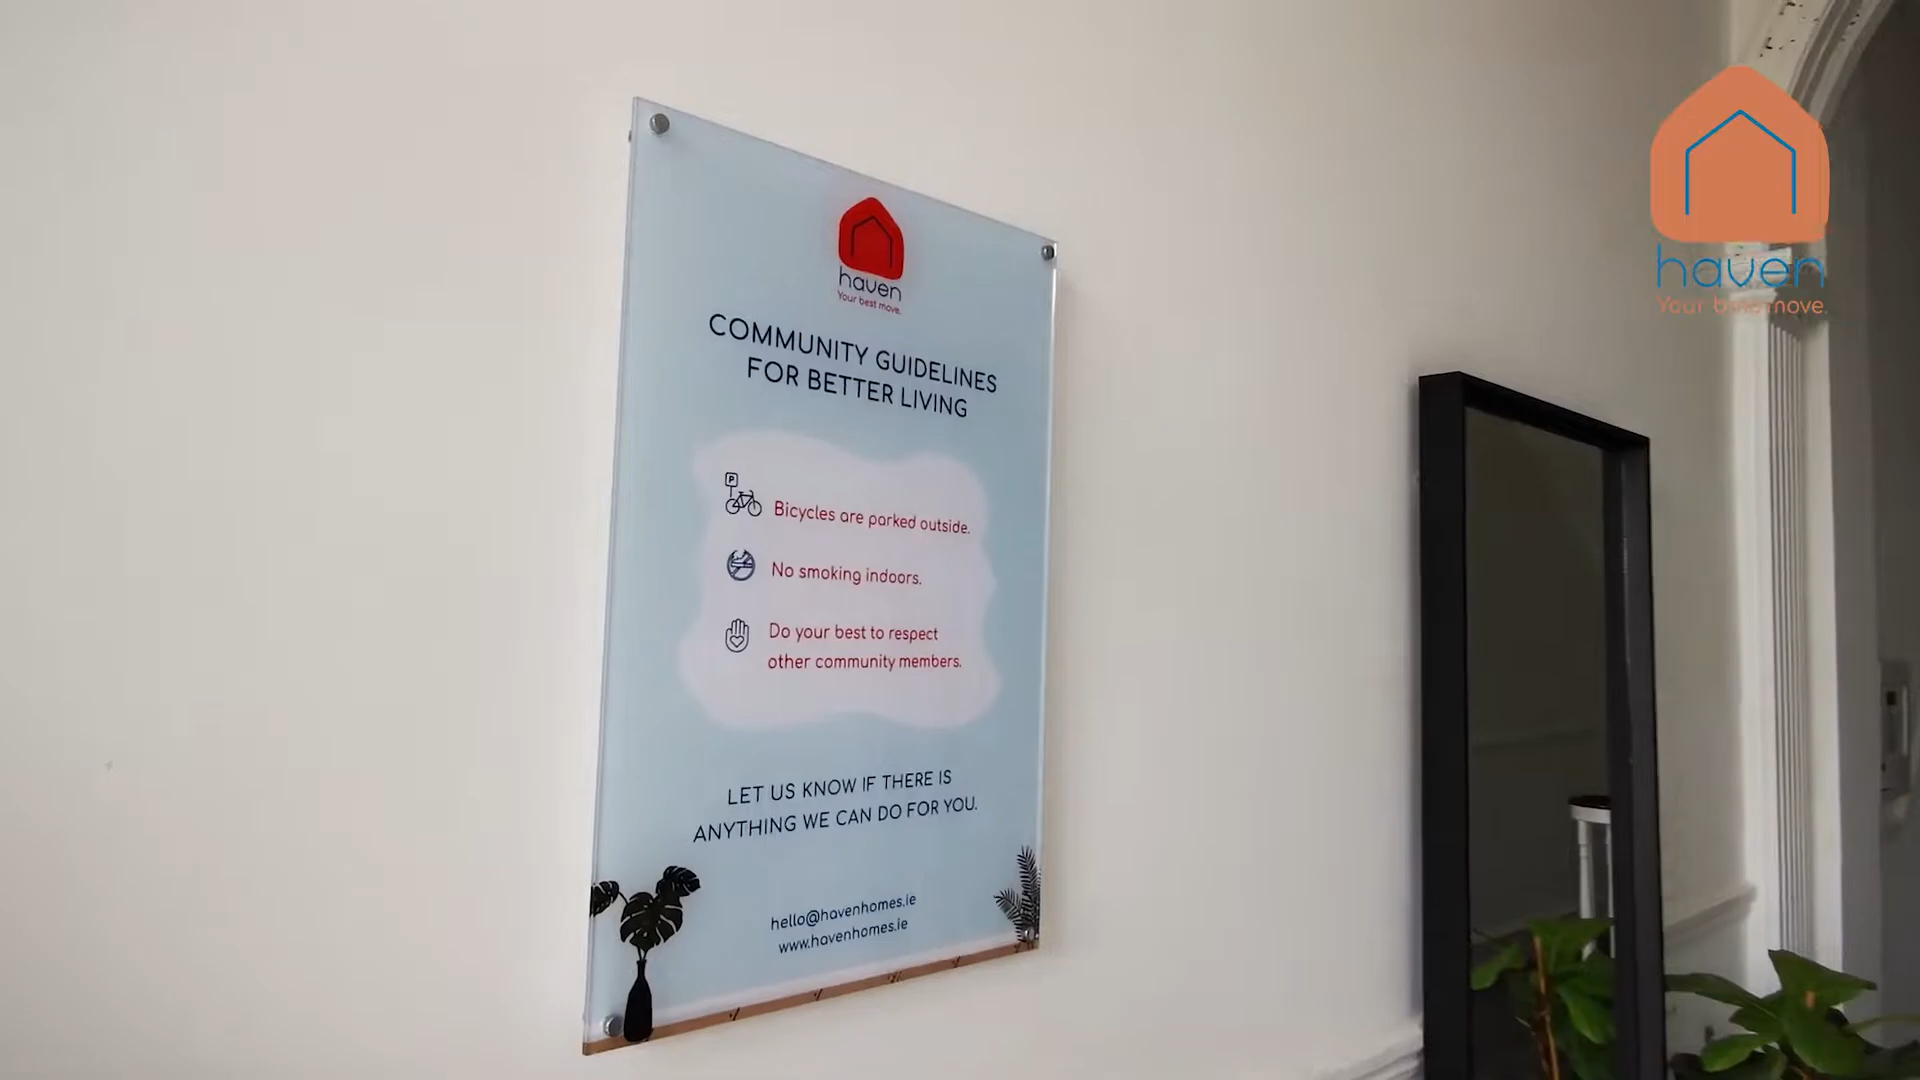 haven
Your best move.
COMMUNITY GUIDELINES
FOR BETTER LIVING
P
Bicycles are parked outside.
No smoking indoors.
Do your best to respect
other community members.
LET US KNOW IF THERE IS
ANYTHING WE CAN DO FOR YOU.
hello@havenhomes.ie
www.havenhomes.ie
haven
Your best move.